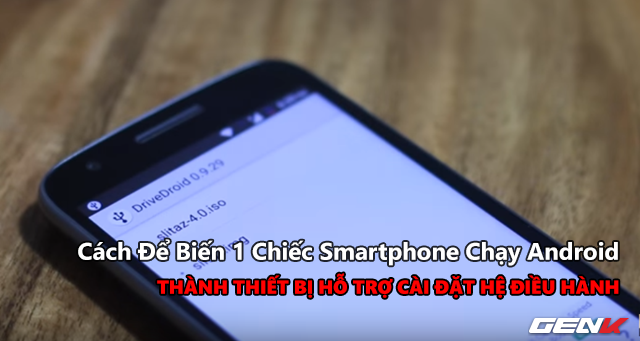 DriveDroid 0.9.29
slitaz-4.0.iso
Cách Để Biến 1 Chiếc Smartphone Chạy Android
THÀNH THIẾT BỊ HỖ TRỢ CÀI ĐẶT HỆ ĐIỀU HÀNH
GENK